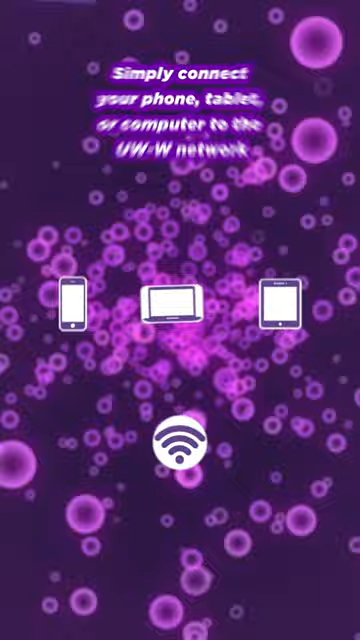 Simply connect
your phone, tablet,
or computer to the
UW-W network